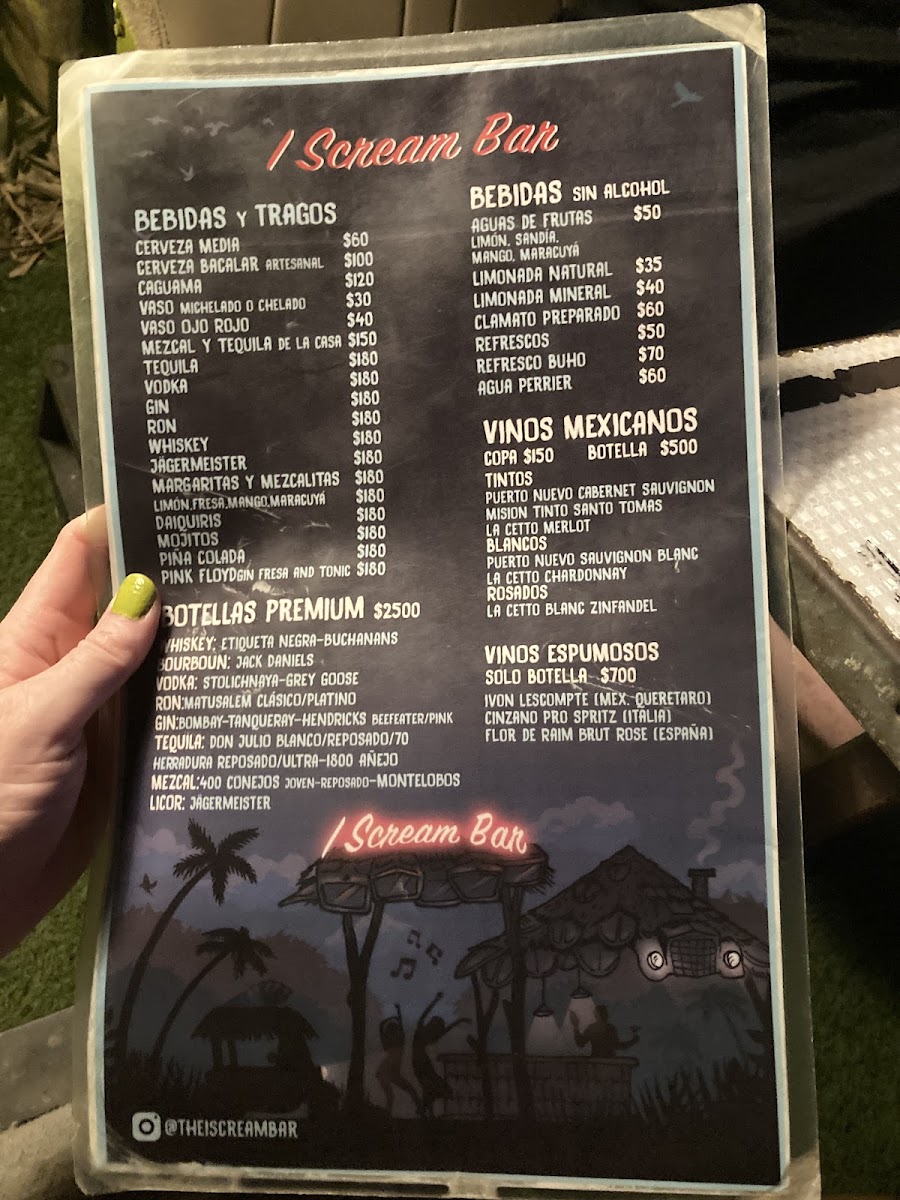 I Scream Bar
BEBIDAS Y TRAGOS
CERVEZA MEDIA $60
CERVEZA BACALAR ARTESANAL $100
CAGUAMA $120
VASO MICHELADO O CHELADO $30
VASO OJO ROJO $40
MEZCAL Y TEQUILA DE LA CASA $150
TEQUILA $180
VODKA $180
GIN $180
RON $180
WHISKEY $180
JÄGERMEISTER $180
MARGARITAS Y MEZCALITAS $180
LIMÓN,FRESA,MANGO,MARACUYÁ $180
DAIQUIRIS $180
MOJITOS $180
PIÑA COLADA $180
PINK FLOYDGIN FRESA AND TONIC $180
BOTELLAS PREMIUM $2500
WHISKEY: ETIQUETA NEGRA-BUCHANANS
BOURBOUN: JACK DANIELS
VODKA: STOLICHNAYA-GREY GOOSE
RON:MATUSALEM CLÁSICO/PLATINO
GIN:BOMBAY-TANQUERAY-HENDRICKS BEEFEATER/PINK
TEQUILA: DON JULIO BLANCO/REPOSADO/70
HERRADURA REPOSADO/ULTRA-1800 AÑEJO
MEZCAL:400 CONEJOS JOVEN-REPOSADO-MONTELOBOS
LICOR: JÄGERMEISTER
BEBIDAS SIN ALCOHOL
AGUAS DE FRUTAS $50
LIMÓN, SANDÍA,
MANGO, MARACUYÁ
LIMONADA NATURAL $35
LIMONADA MINERAL $40
CLAMATO PREPARADO $60
REFRESCOS $50
REFRESCO BUHO $70
AGUA PERRIER $60
VINOS MEXICANOS
COPA $150 BOTELLA $500
TINTOS
PUERTO NUEVO CABERNET SAUVIGNON
MISION TINTO SANTO TOMAS
LA CETTO MERLOT
BLANCOS
PUERTO NUEVO SAUVIGNON BLANC
LA CETTO CHARDONNAY
ROSADOS
LA CETTO BLANC ZINFANDEL
VINOS ESPUMOSOS
SOLO BOTELLA $700
IVON LESCOMPTE (MEX. QUERETARO)
CINZANO PRO SPRITZ (ITALIA)
FLOR DE RAIM BRUT ROSE (ESPAÑA)
I Scream Bar
@THEISCREAMBAR